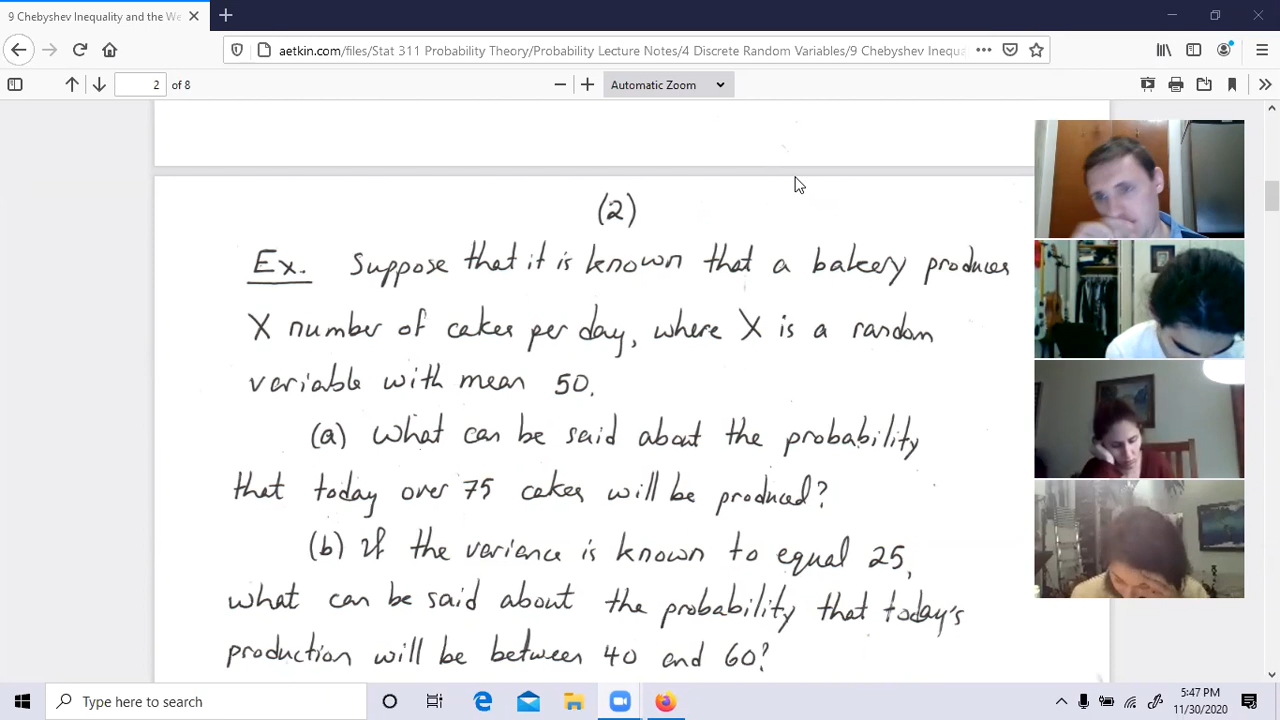 9 Chebyshev Inequality and the We
aetkin.com/files/Stat 311 Probability Theory/Probability Lecture Notes/4 Discrete Random Variables/9 Chebyshev Inequa
2 of 8
Automatic Zoom
(2)
Ex. Suppose that it is known that a bakery produces
X number of cakes per day, where X is a random
variable with mean 50.
(a) What can be said about the probability
that today over 75 cakes will be produced?
(b) If the variance is known to equal 25,
what can be said about the probability that today's
production will be between 40 and 60?
Type here to search
5:47 PM
11/30/2020